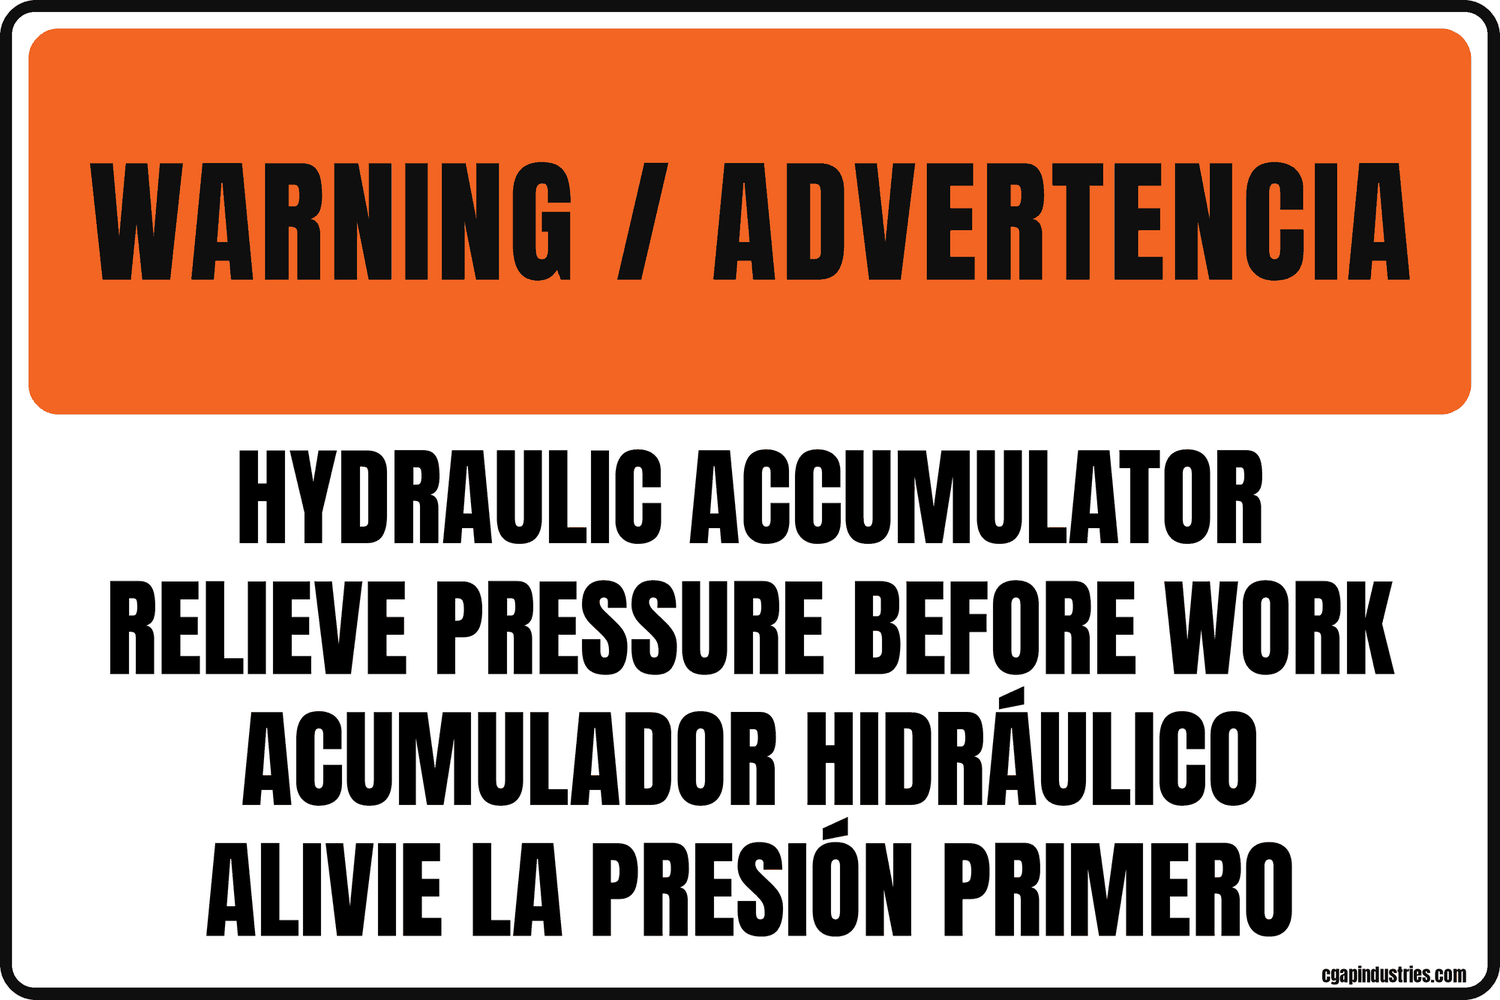 WARNING / ADVERTENCIA
HYDRAULIC ACCUMULATOR
RELIEVE PRESSURE BEFORE WORK
ACUMULADOR HIDRÁULICO
ALIVIE LA PRESIÓN PRIMERO
cgapindustries.com